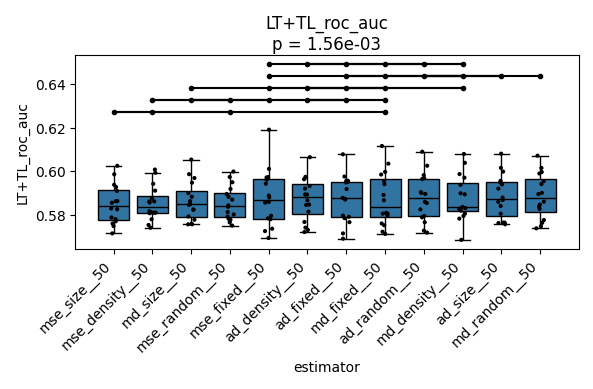 LT+TL_roc_auc
p = 1.56e-03
LT+TL_roc_auc
0.64
0.62
0.60
0.58
mse_size__50
mse_density__50
md_size__50
mse_random__50
mse_fixed__50
ad_density__50
ad_fixed__50
md_fixed__50
ad_random__50
md_density__50
ad_size__50
md_random__50
estimator